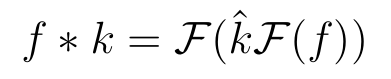 f ∗ k = ℱ(k̂ℱ(f))